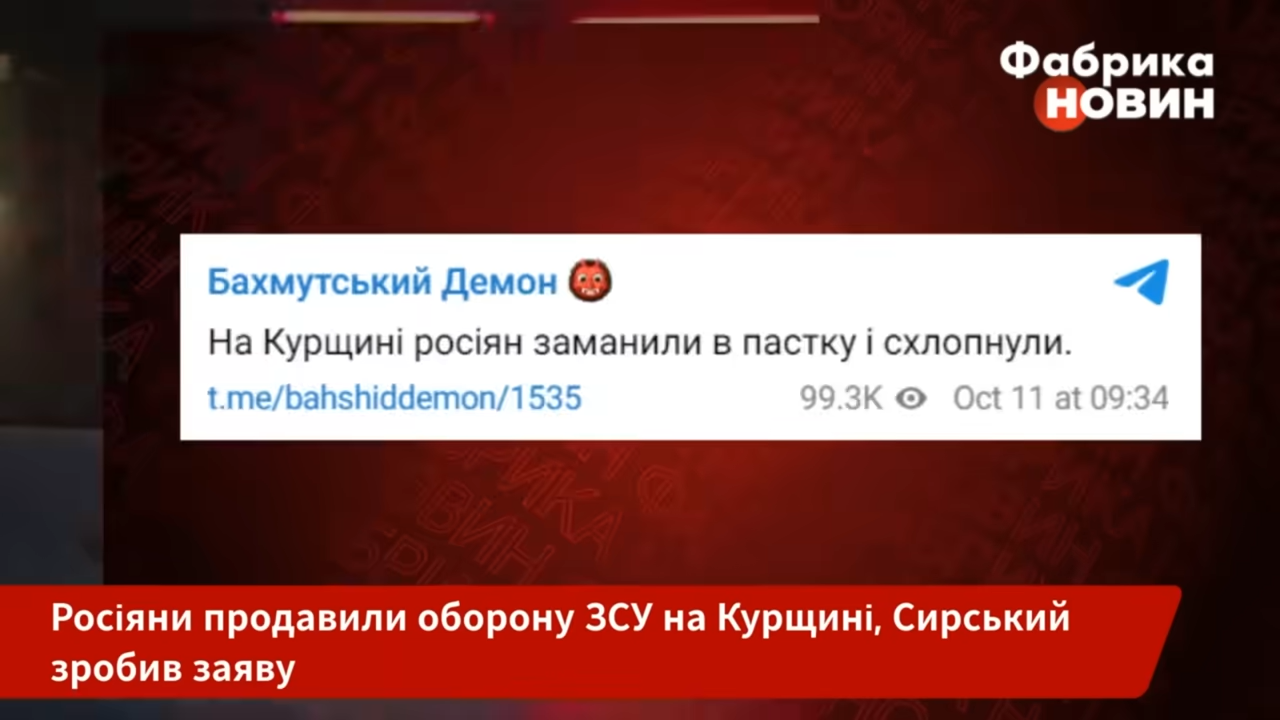 Фабрика
НОВИН
Бахмутський Демон
На Курщині росіян заманили в пастку і схлопнули.
t.me/bahshiddemon/1535 99.3K Oct 11 at 09:34
Росіяни продавили оборону ЗСУ на Курщині, Сирський
зробив заяву